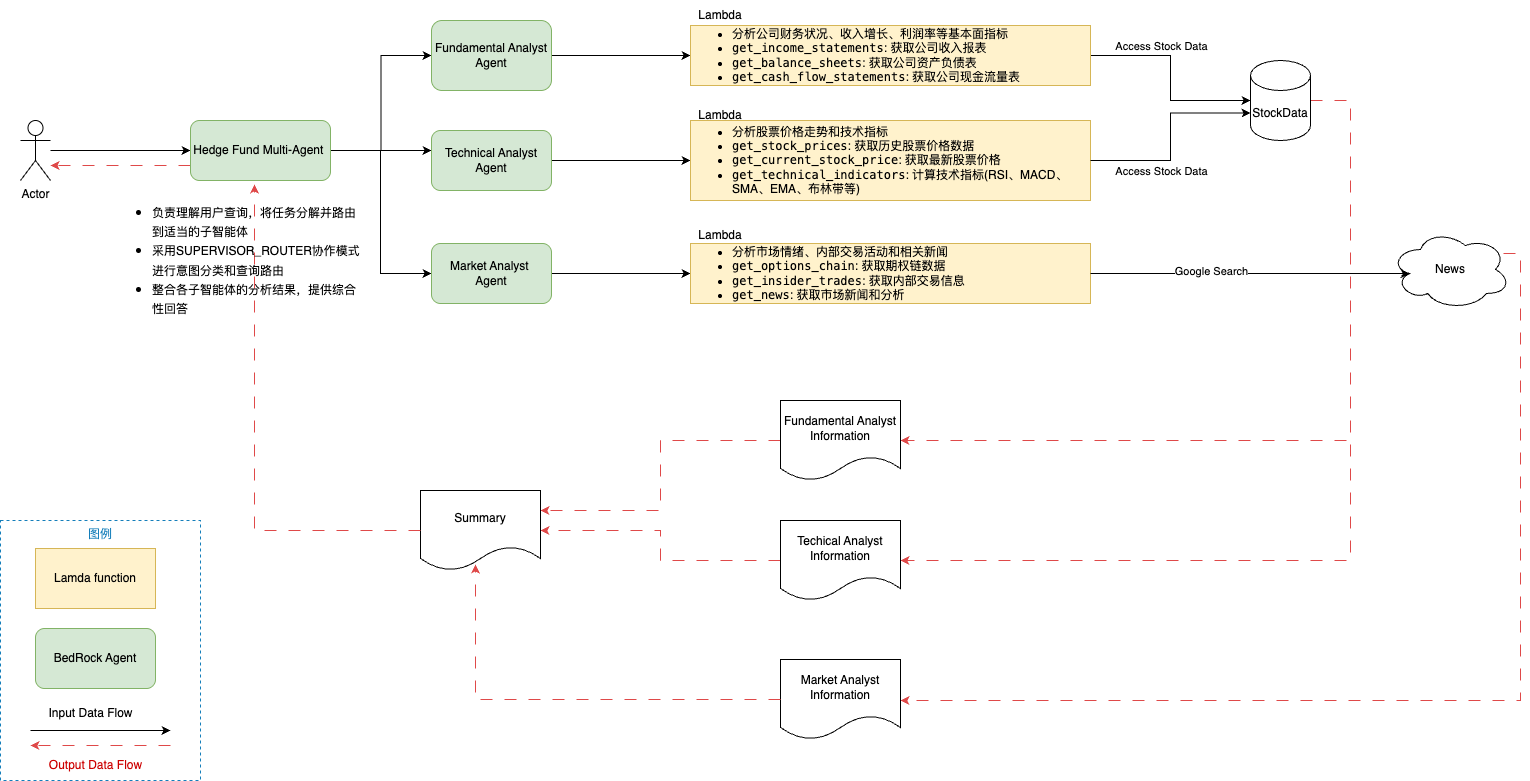 Lambda
Fundamental Analyst
Agent
• 分析公司财务状况、收入增长、利润率等基本面指标
• get_income_statements: 获取公司收入报表
• get_balance_sheets: 获取公司资产负债表
• get_cash_flow_statements: 获取公司现金流量表
Access Stock Data
StockData
Actor
Hedge Fund Multi-Agent
Technical Analyst
Agent
Lambda
• 分析股票价格走势和技术指标
• get_stock_prices: 获取历史股票价格数据
• get_current_stock_price: 获取最新股票价格
• get_technical_indicators: 计算技术指标(RSI、MACD、
SMA、EMA、布林带等)
Access Stock Data
• 负责理解用户查询，将任务分解并路由
到适当的子智能体
• 采用SUPERVISOR_ROUTER协作模式
进行意图分类和查询路由
• 整合各子智能体的分析结果，提供综合
性回答
Market Analyst
Agent
Lambda
• 分析市场情绪、内部交易活动和相关新闻
• get_options_chain: 获取期权链数据
• get_insider_trades: 获取内部交易信息
• get_news: 获取市场新闻和分析
Google Search
News
Fundamental Analyst
Information
Summary
Techical Analyst
Information
Market Analyst
Information
图例
Lamda function
BedRock Agent
Input Data Flow
Output Data Flow